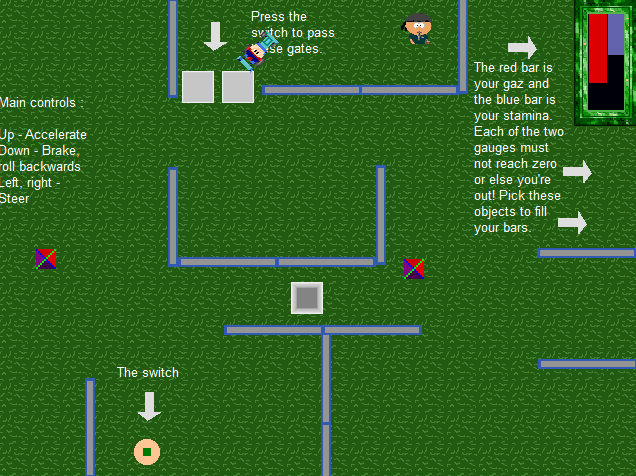 Press the
switch to pass
these gates.
The red bar is
your gaz and
the blue bar is
your stamina.
Each of the two
gauges must
not reach zero
or else you're
out! Pick these
objects to fill
your bars.
Main controls :
Up - Accelerate
Down - Brake,
roll backwards
Left, right -
Steer
The switch